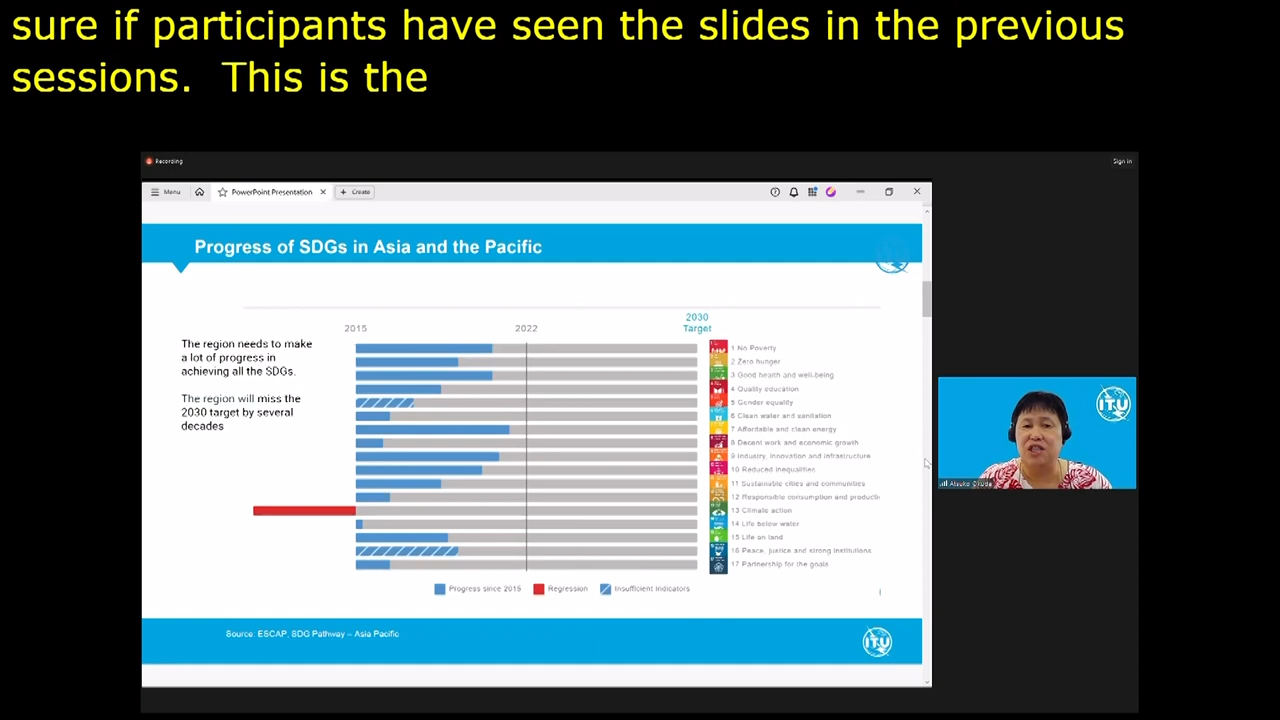 sure if participants have seen the slides in the previous
sessions. This is the
Recording
Sign in
Menu
PowerPoint Presentation
Create
Progress of SDGs in Asia and the Pacific
2015
2022
2030
Target
The region needs to make
a lot of progress in
achieving all the SDGs.
The region will miss the
2030 target by several
decades
1 No Poverty
2 Zero hunger
3 Good health and well-being
4 Quality education
5 Gender equality
6 Clean water and sanitation
7 Affordable and clean energy
8 Decent work and economic growth
9 Industry, innovation and infrastructure
10 Reduced inequalities
11 Sustainable cities and communities
12 Responsible consumption and producti
13 Climate action
14 Life below water
15 Life on land
16 Peace, justice and strong institutions
17 Partnership for the goals
Progress since 2015
Regression
Insufficient indicators
Source: ESCAP, SDG Pathway – Asia Pacific
ITU
Atsuko Okuda